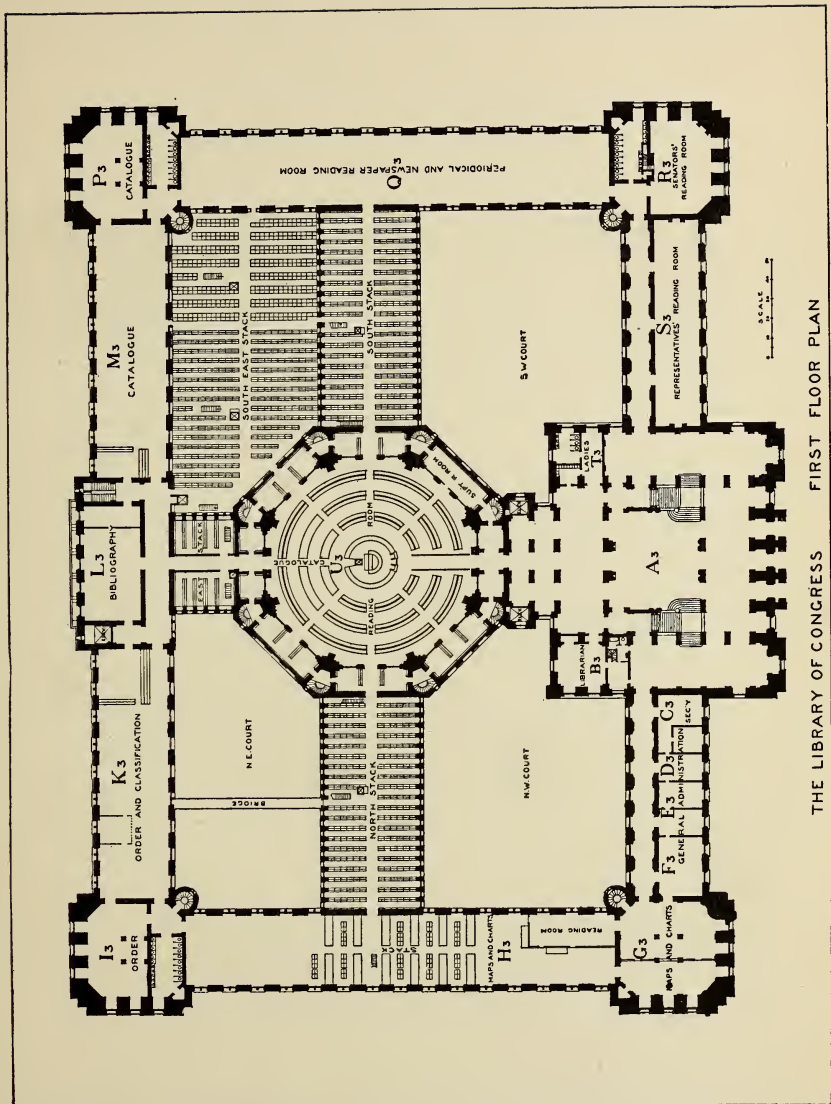 P3
CATALOGUE
M3
CATALOGUE
L3
BIBLIOGRAPHY
K3
ORDER AND CLASSIFICATION
I3
ORDER
PERIODICAL AND NEWSPAPER READING ROOM
Q3
SOUTH EAST STACK
SOUTH STACK
EAST
STACK
N.E. COURT
BRIDGE
NORTH STACK
READING
ROOM
CATALOGUE
U3
SUPT R ROOM
S.W. COURT
N.W. COURT
STACK
MAPS AND CHARTS
H3
READING ROOM
G3
MAPS AND CHARTS
F3
E3
D3
C3
GENERAL ADMINISTRATION
SEC'Y
LIBRARIAN
B3
A3
LADIES
T3
S3
REPRESENTATIVES' READING ROOM
R3
SENATORS'
READING ROOM
SCALE
THE LIBRARY OF CONGRESS FIRST FLOOR PLAN